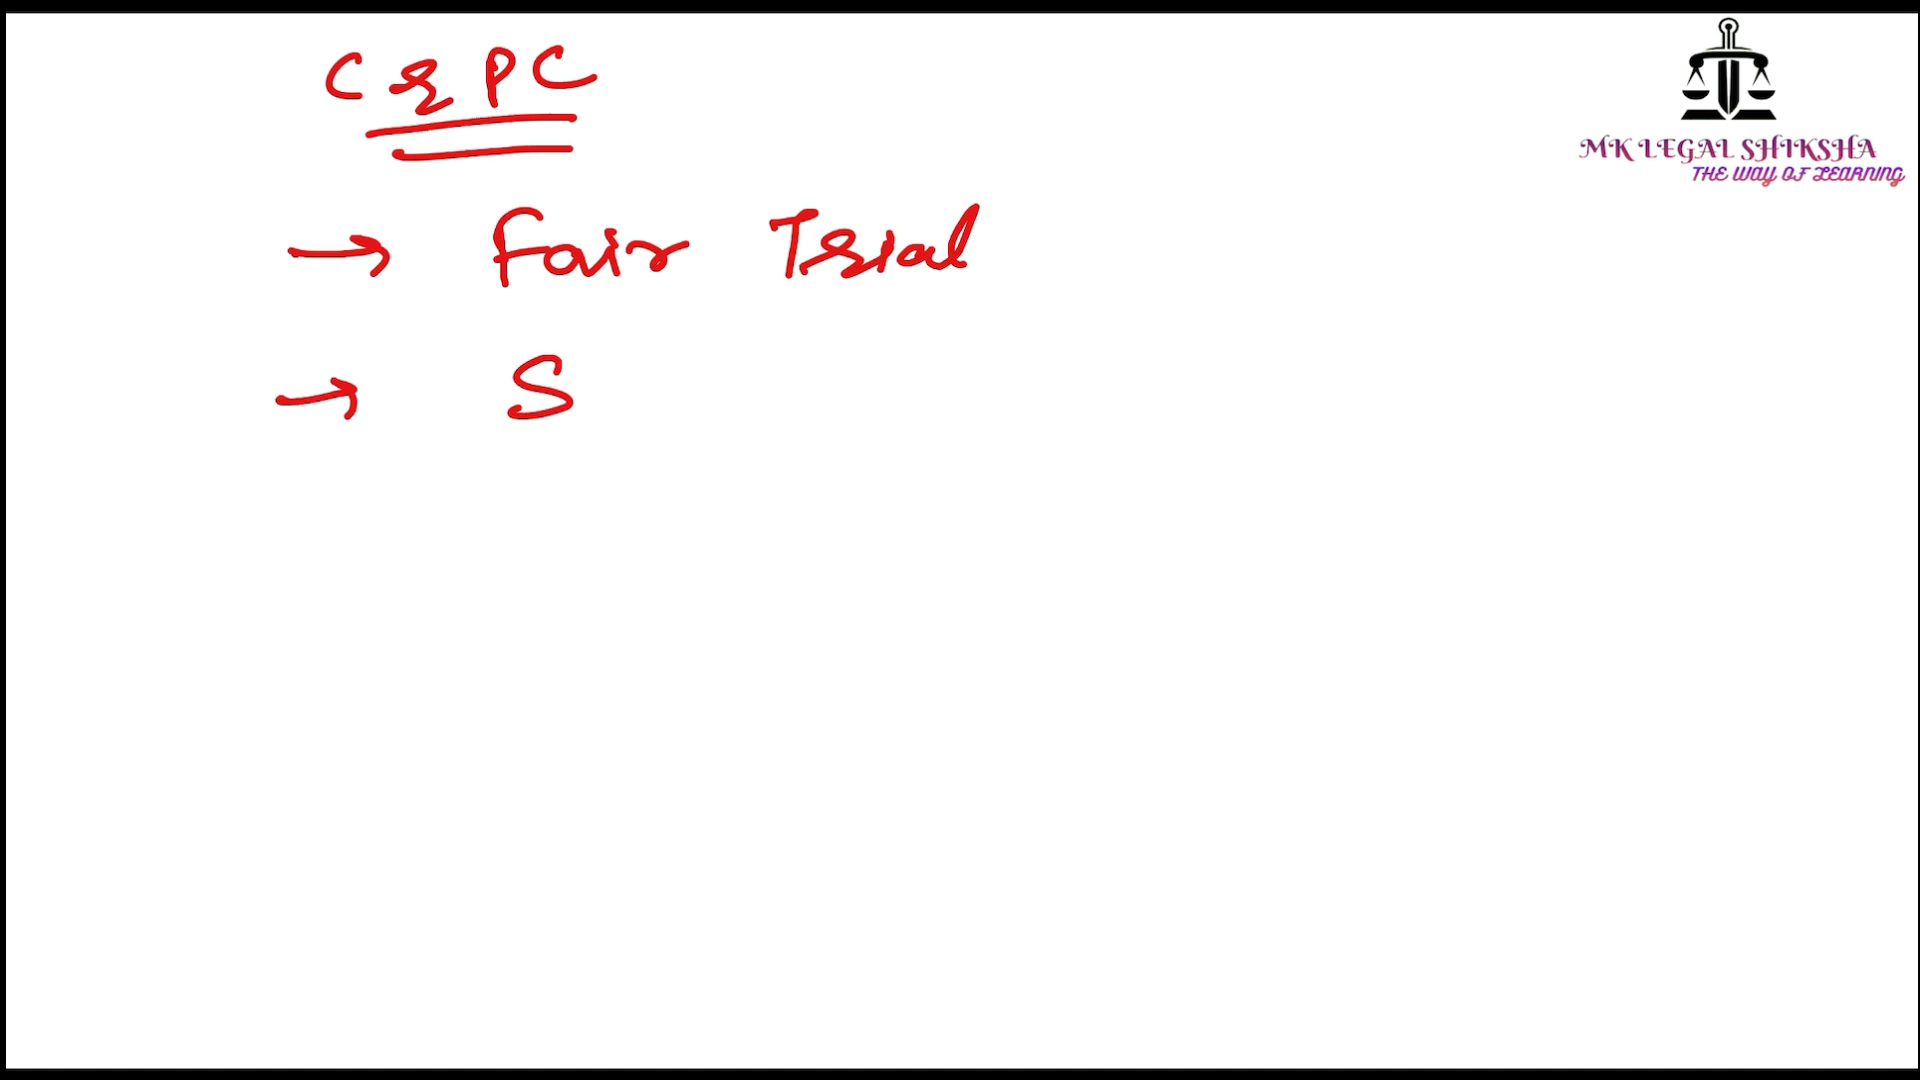 CrPC
MK LEGAL SHIKSHA
THE WAY OF LEARNING
→ Fair Trial
→ S